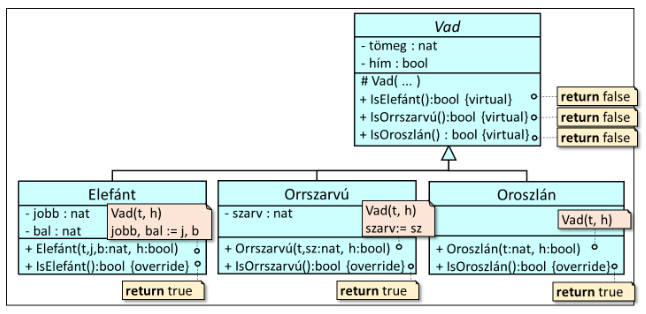 Vad
- tömeg : nat
- hím : bool
# Vad( ... )
+ IsElefánt():bool {virtual}
return false
+ IsOrrszarvú():bool {virtual}
return false
+ IsOroszlán() : bool {virtual}
return false
Elefánt
- jobb : nat
- bal : nat
Vad(t, h)
jobb, bal := j, b
+ Elefánt(t,j,b:nat, h:bool)
+ IsElefánt():bool {override}
return true
Orrszarvú
- szarv : nat
Vad(t, h)
szarv:= sz
+ Orrszarvú(t,sz:nat, h:bool)
+ IsOrrszarvú():bool {override}
return true
Oroszlán
Vad(t, h)
+ Oroszlán(t:nat, h:bool)
+ IsOroszlán():bool {override}
return true